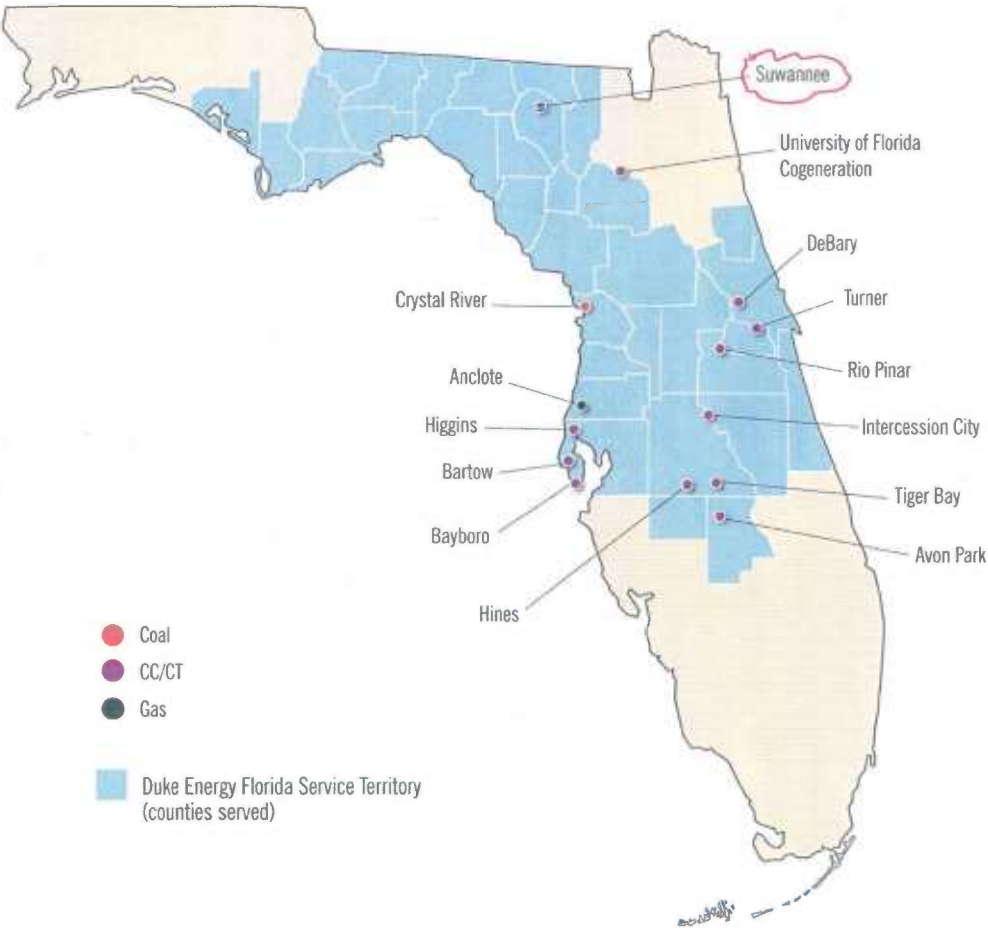 Suwannee
University of Florida
Cogeneration
DeBary
Crystal River
Turner
Rio Pinar
Anclote
Higgins
Intercession City
Bartow
Tiger Bay
Bayboro
Avon Park
Hines
Coal
CC/CT
Gas
Duke Energy Florida Service Territory
(counties served)